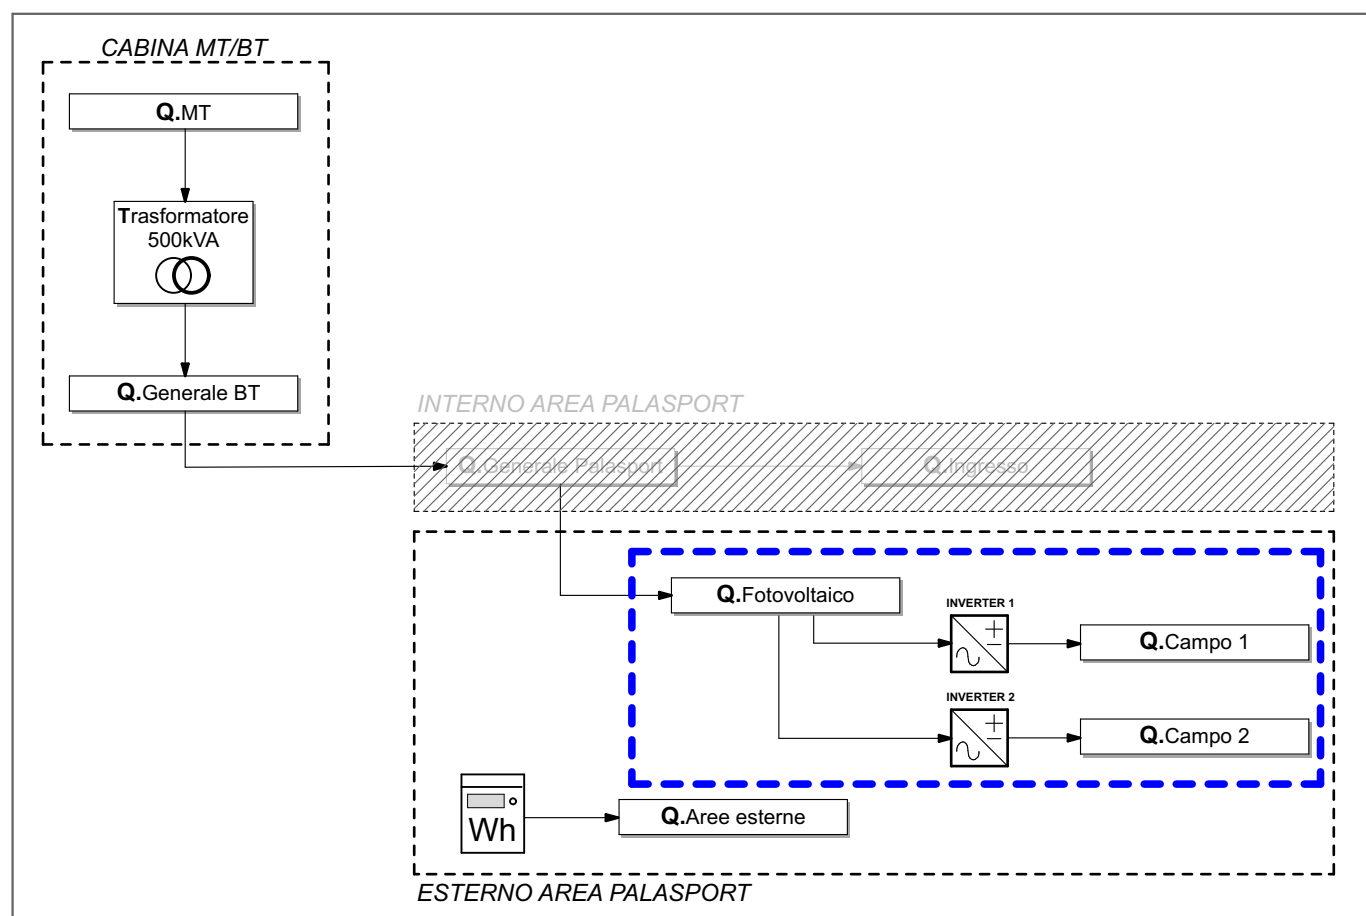 CABINA MT/BT
Q.MT
Trasformatore
500kVA
Q.Generale BT
INTERNO AREA PALASPORT
Q.Generale Palasport
Q.Ingresso
Q.Fotovoltaico
INVERTER 1
Q.Campo 1
INVERTER 2
Q.Campo 2
Wh
Q.Aree esterne
ESTERNO AREA PALASPORT